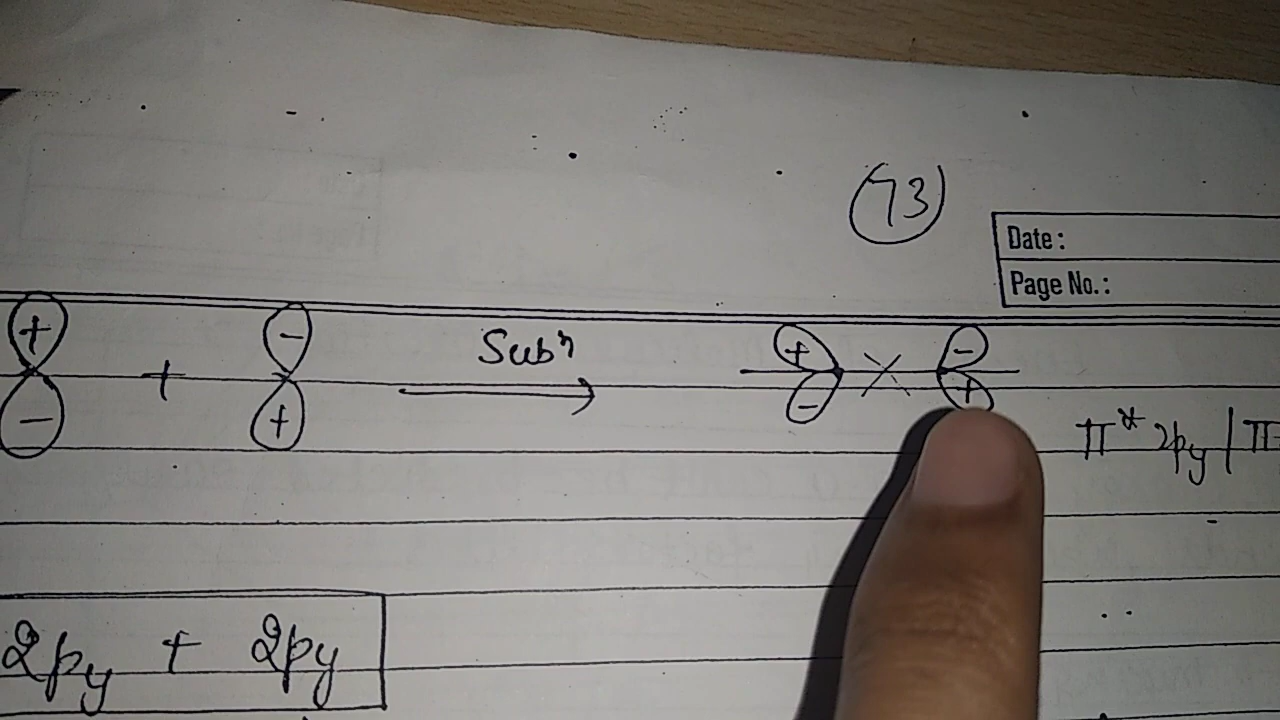 73
Date:
Page No.:
+ - Subⁿ + -
+
- + - +
π* 2py | π
2py + 2py